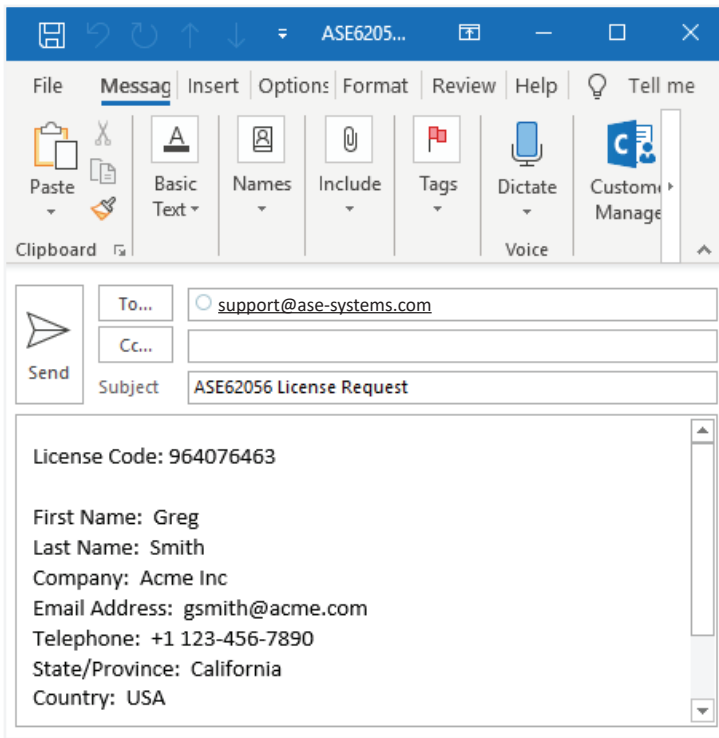 ASE6205...
File Messag Insert Options Format Review Help Tell me
Paste
Basic Text
Names
Include
Tags
Dictate
Custome
Manage
Clipboard
Voice
Send
To... support@ase-systems.com
Cc...
Subject ASE62056 License Request
License Code: 964076463
First Name: Greg
Last Name: Smith
Company: Acme Inc
Email Address: gsmith@acme.com
Telephone: +1 123-456-7890
State/Province: California
Country: USA